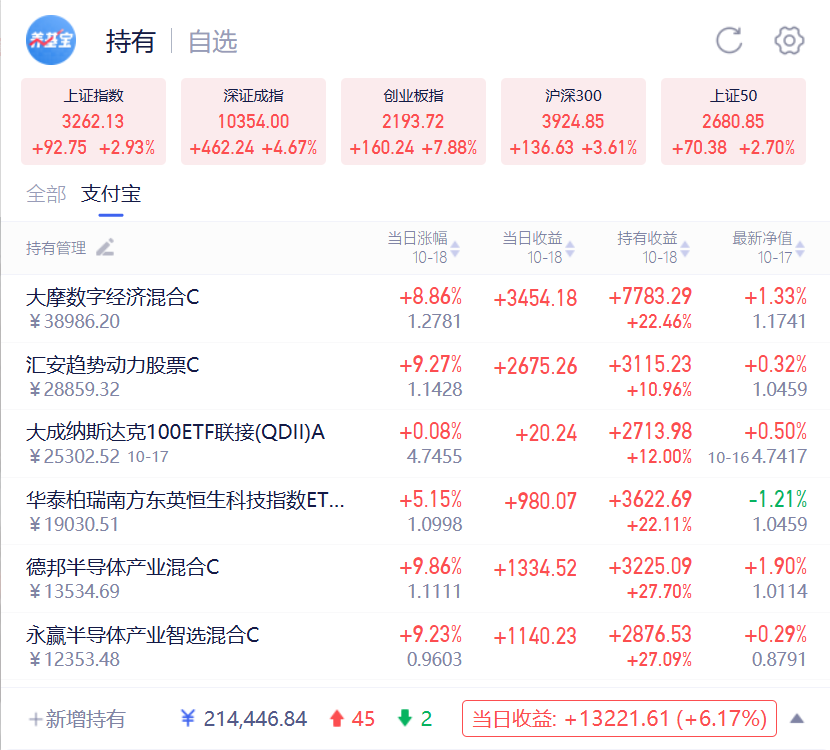 养基宝
持有 自选
上证指数 深证成指 创业板指 沪深300 上证50
3262.13 10354.00 2193.72 3924.85 2680.85
+92.75 +2.93% +462.24 +4.67% +160.24 +7.88% +136.63 +3.61% +70.38 +2.70%
全部 支付宝
持有管理 当日涨幅 当日收益 持有收益 最新净值
10-18 10-18 10-18 10-17
大摩数字经济混合C +8.86% +3454.18 +7783.29 +1.33%
¥38986.20 1.2781 +22.46% 1.1741
汇安趋势动力股票C +9.27% +2675.26 +3115.23 +0.32%
¥28859.32 1.1428 +10.96% 1.0459
大成纳斯达克100ETF联接(QDII)A +0.08% +20.24 +2713.98 +0.50%
¥25302.52 10-17 4.7455 +12.00% 10-16 4.7417
华泰柏瑞南方东英恒生科技指数ET... +5.15% +980.07 +3622.69 -1.21%
¥19030.51 1.0998 +22.11% 1.0459
德邦半导体产业混合C +9.86% +1334.52 +3225.09 +1.90%
¥13534.69 1.1111 +27.70% 1.0114
永赢半导体产业智选混合C +9.23% +1140.23 +2876.53 +0.29%
¥12353.48 0.9603 +27.09% 0.8791
+新增持有 ¥ 214,446.84 45 2 当日收益: +13221.61 (+6.17%)